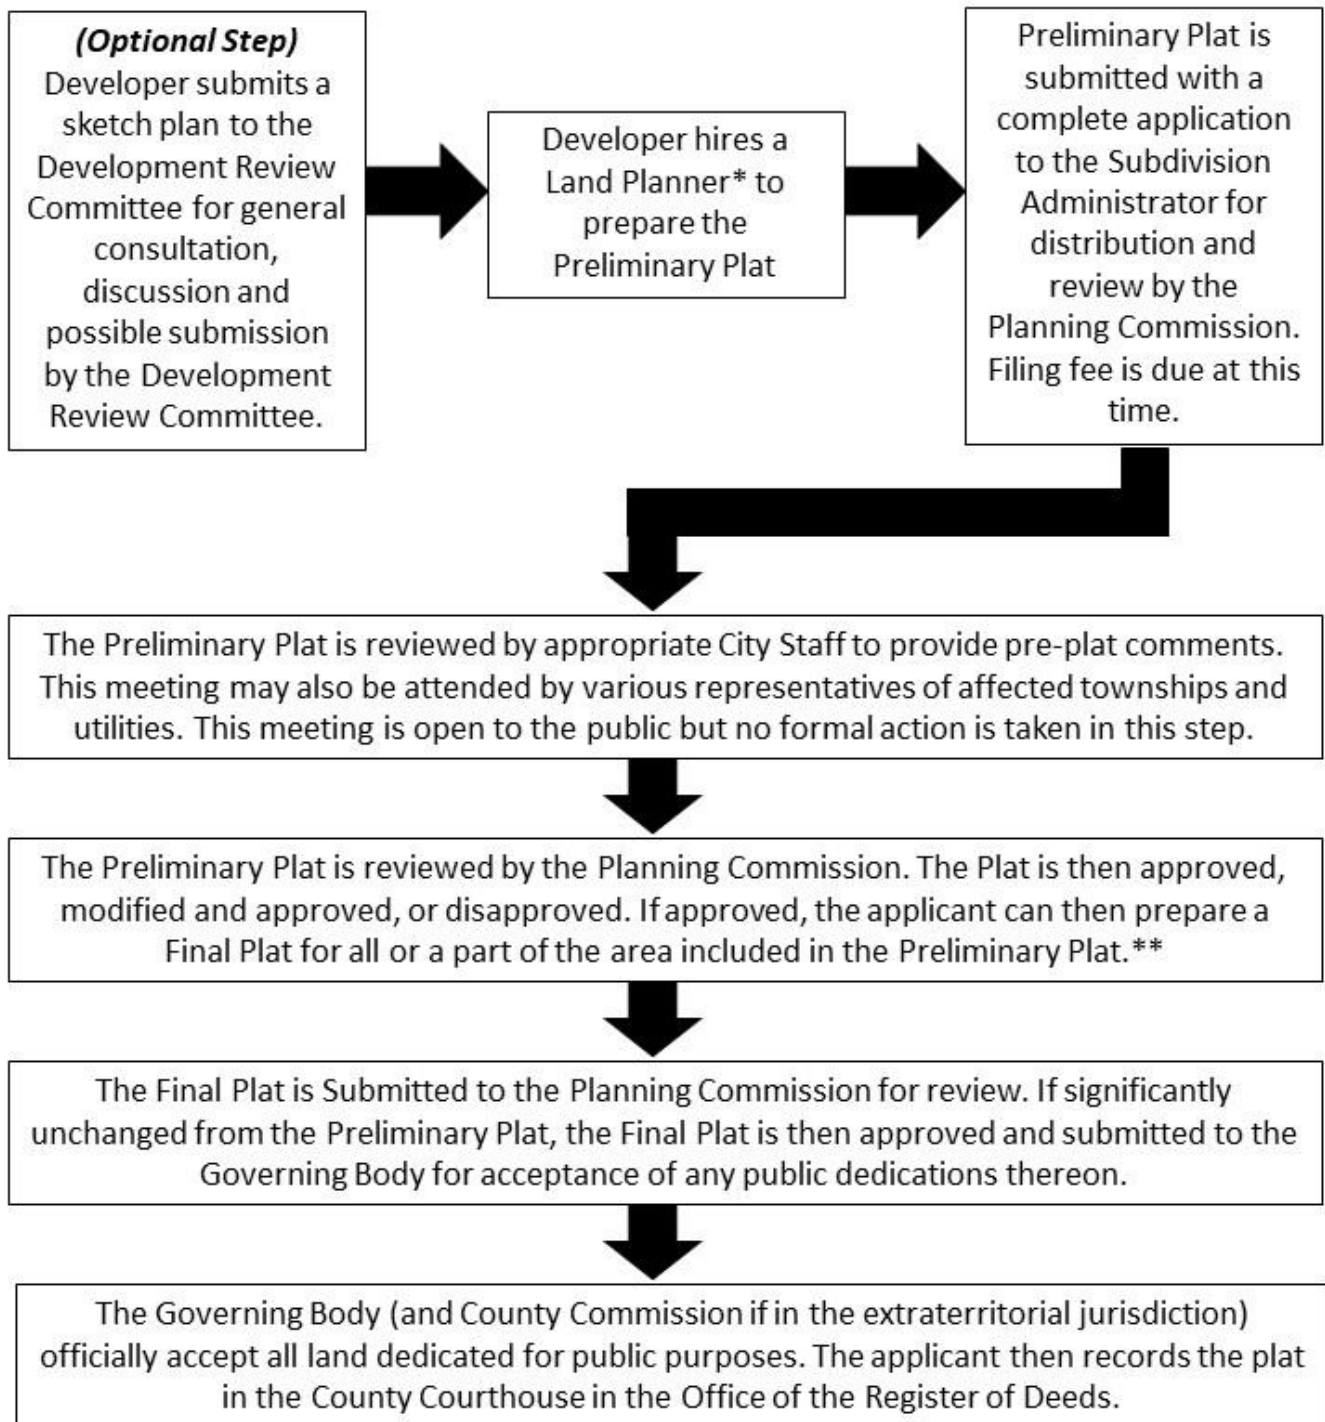 (Optional Step)
Developer submits a
sketch plan to the
Development Review
Committee for general
consultation,
discussion and
possible submission
by the Development
Review Committee.
Developer hires a
Land Planner* to
prepare the
Preliminary Plat
Preliminary Plat is
submitted with a
complete application
to the Subdivision
Administrator for
distribution and
review by the
Planning Commission.
Filing fee is due at this
time.
The Preliminary Plat is reviewed by appropriate City Staff to provide pre-plat comments.
This meeting may also be attended by various representatives of affected townships and
utilities. This meeting is open to the public but no formal action is taken in this step.
The Preliminary Plat is reviewed by the Planning Commission. The Plat is then approved,
modified and approved, or disapproved. If approved, the applicant can then prepare a
Final Plat for all or a part of the area included in the Preliminary Plat.**
The Final Plat is Submitted to the Planning Commission for review. If significantly
unchanged from the Preliminary Plat, the Final Plat is then approved and submitted to the
Governing Body for acceptance of any public dedications thereon.
The Governing Body (and County Commission if in the extraterritorial jurisdiction)
officially accept all land dedicated for public purposes. The applicant then records the plat
in the County Courthouse in the Office of the Register of Deeds.